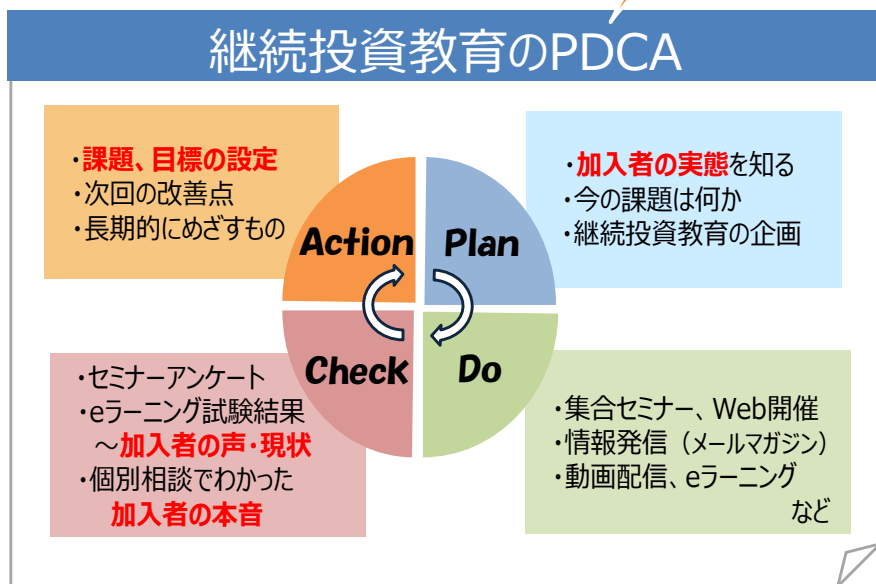 継続投資教育のPDCA
・課題、目標の設定
・次回の改善点
・長期的にめざすもの
・加入者の実態を知る
・今の課題は何か
・継続投資教育の企画
Action
Plan
Check
Do
・セミナーアンケート
・eラーニング試験結果
～加入者の声・現状
・個別相談でわかった
加入者の本音
・集合セミナー、Web開催
・情報発信（メールマガジン）
・動画配信、eラーニング
など